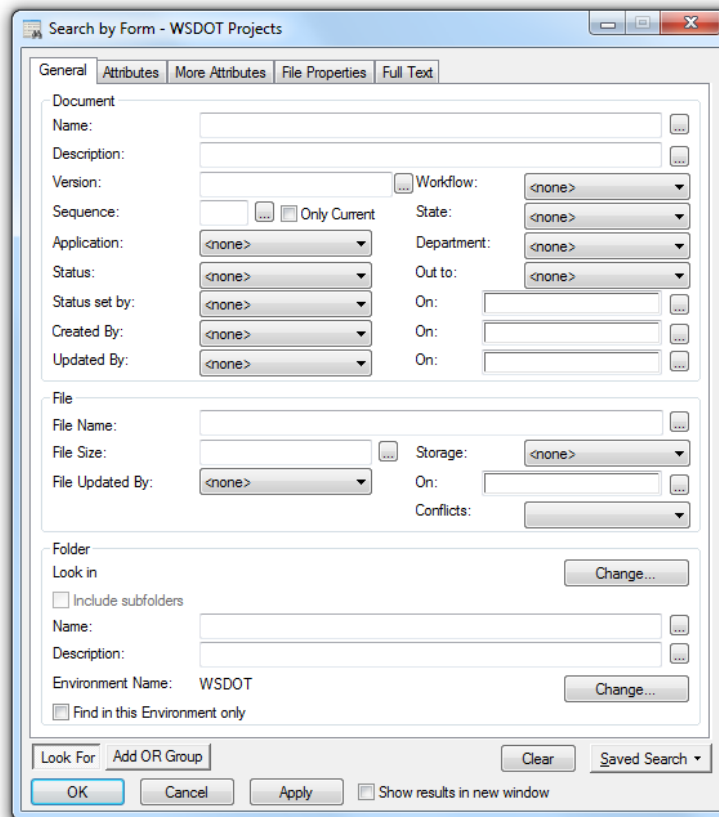 Search by Form - WSDOT Projects
General Attributes More Attributes File Properties Full Text
Document
Name: ...
Description: ...
Version: ... Workflow: <none>
Sequence: ... Only Current State: <none>
Application: <none> Department: <none>
Status: <none> Out to: <none>
Status set by: <none> On: ...
Created By: <none> On: ...
Updated By: <none> On: ...
File
File Name: ...
File Size: ... Storage: <none>
File Updated By: <none> On: ...
Conflicts:
Folder
Look in Change...
Include subfolders
Name: ...
Description: ...
Environment Name: WSDOT Change...
Find in this Environment only
Look For Add OR Group Clear Saved Search
OK Cancel Apply Show results in new window